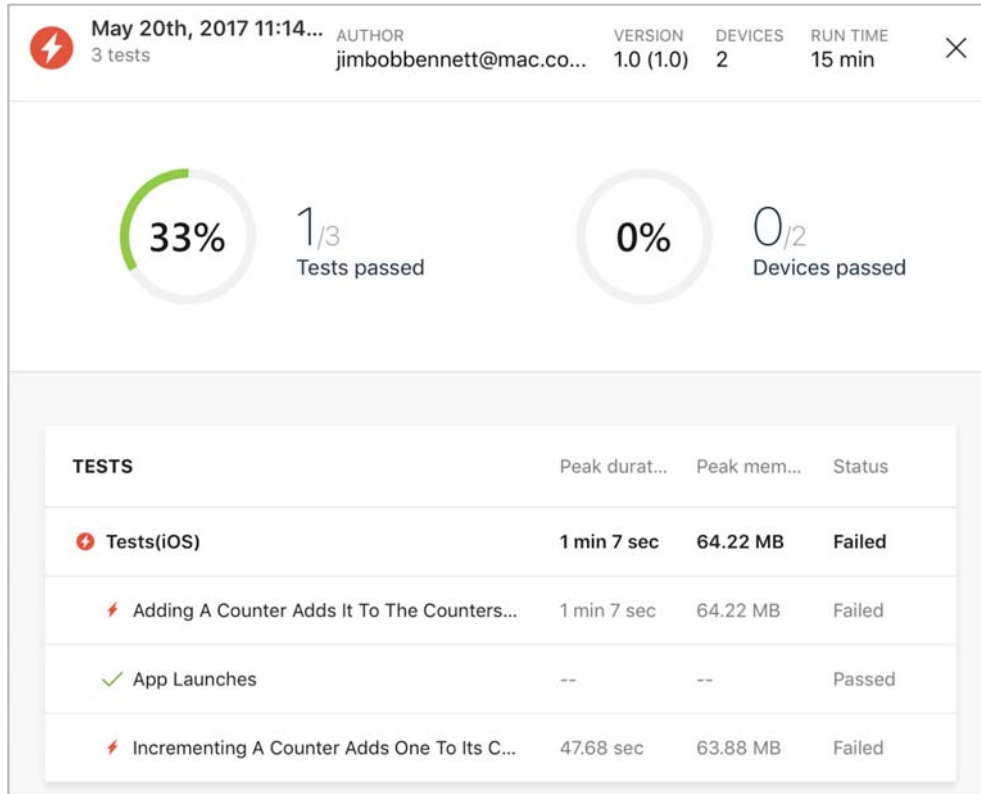 May 20th, 2017 11:14... AUTHOR VERSION DEVICES RUN TIME
3 tests jimbobbennett@mac.co... 1.0 (1.0) 2 15 min
33% 1/3 0% 0/2
Tests passed Devices passed
TESTS Peak durat... Peak mem... Status
Tests(iOS) 1 min 7 sec 64.22 MB Failed
Adding A Counter Adds It To The Counters... 1 min 7 sec 64.22 MB Failed
App Launches -- -- Passed
Incrementing A Counter Adds One To Its C... 47.68 sec 63.88 MB Failed